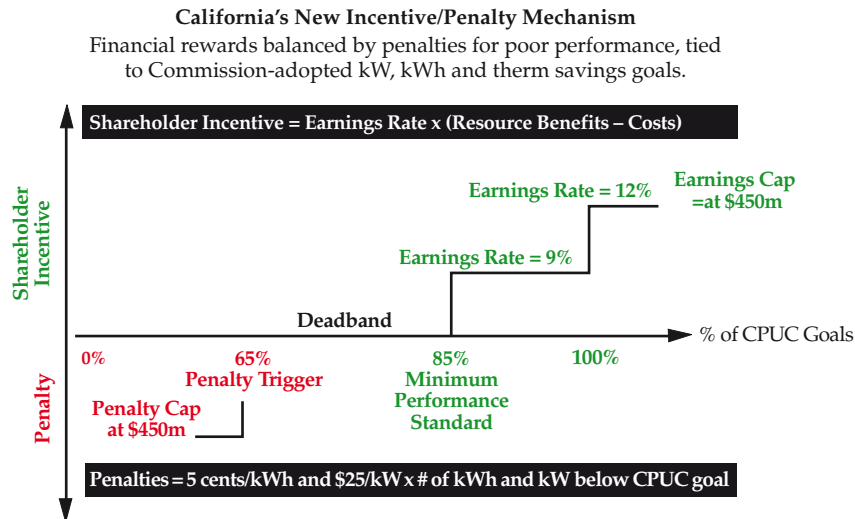 California's New Incentive/Penalty Mechanism
Financial rewards balanced by penalties for poor performance, tied
to Commission-adopted kW, kWh and therm savings goals.
Shareholder Incentive = Earnings Rate x (Resource Benefits – Costs)
Shareholder
Incentive
Earnings Rate = 12%
Earnings Cap
=at $450m
Earnings Rate = 9%
Deadband
% of CPUC Goals
0%
65%
Penalty Trigger
85%
Minimum
Performance
Standard
100%
Penalty
Penalty Cap
at $450m
Penalties = 5 cents/kWh and $25/kW x # of kWh and kW below CPUC goal